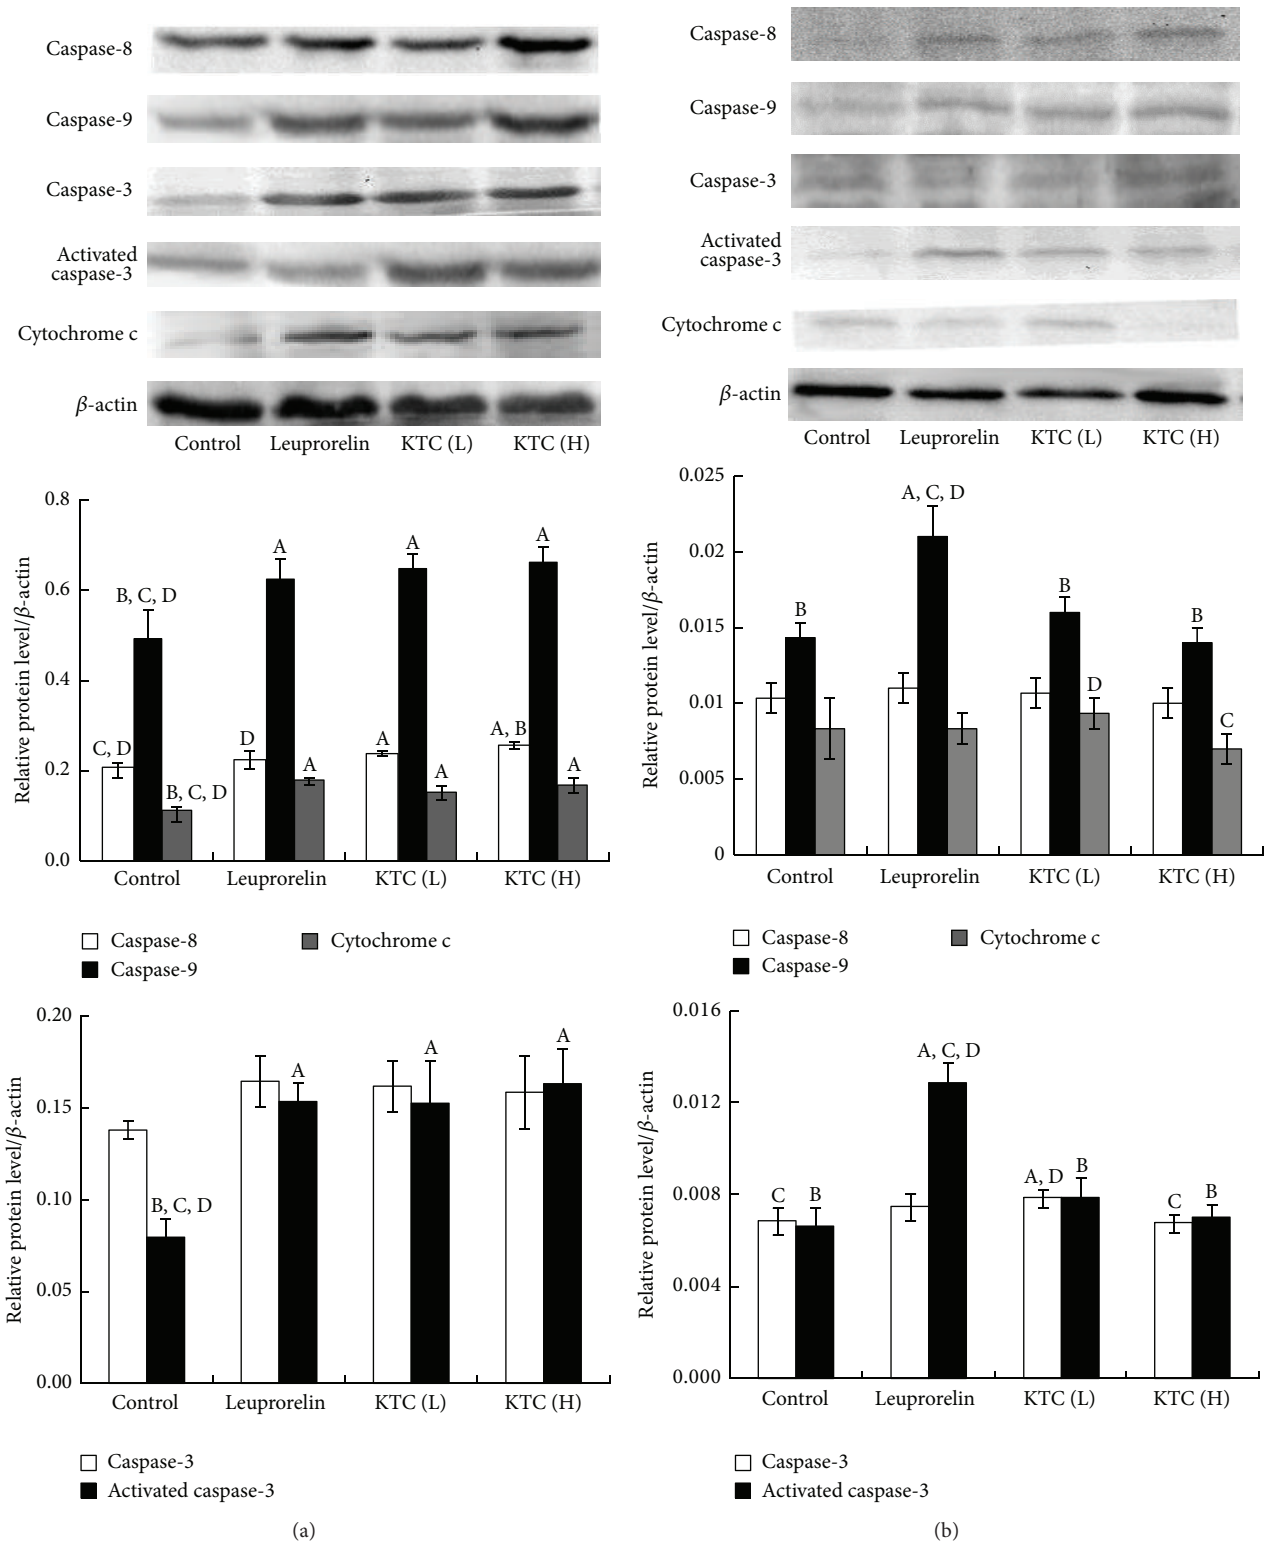 Caspase-8
Caspase-9
Caspase-3
Activated
caspase-3
Cytochrome c
β-actin
Control Leuprorelin KTC (L) KTC (H)
0.8
0.6
0.4
0.2
0.0
Relative protein level/β-actin
C, D
B, C, D
B, C, D
D
A
A
A
A
A
A, B
A
A
Control Leuprorelin KTC (L) KTC (H)
Caspase-8
Caspase-9
Cytochrome c
0.20
0.15
0.10
0.05
0.00
Relative protein level/β-actin
B, C, D
A
A
A
Control Leuprorelin KTC (L) KTC (H)
Caspase-3
Activated caspase-3
(a)
Caspase-8
Caspase-9
Caspase-3
Activated
caspase-3
Cytochrome c
β-actin
Control Leuprorelin KTC (L) KTC (H)
0.025
0.02
0.015
0.01
0.005
0
Relative protein level/β-actin
B
A, C, D
B
D
B
C
Control Leuprorelin KTC (L) KTC (H)
Caspase-8
Caspase-9
Cytochrome c
0.016
0.012
0.008
0.004
0.000
Relative protein level/β-actin
C
B
A, C, D
A, D
B
C
B
Control Leuprorelin KTC (L) KTC (H)
Caspase-3
Activated caspase-3
(b)